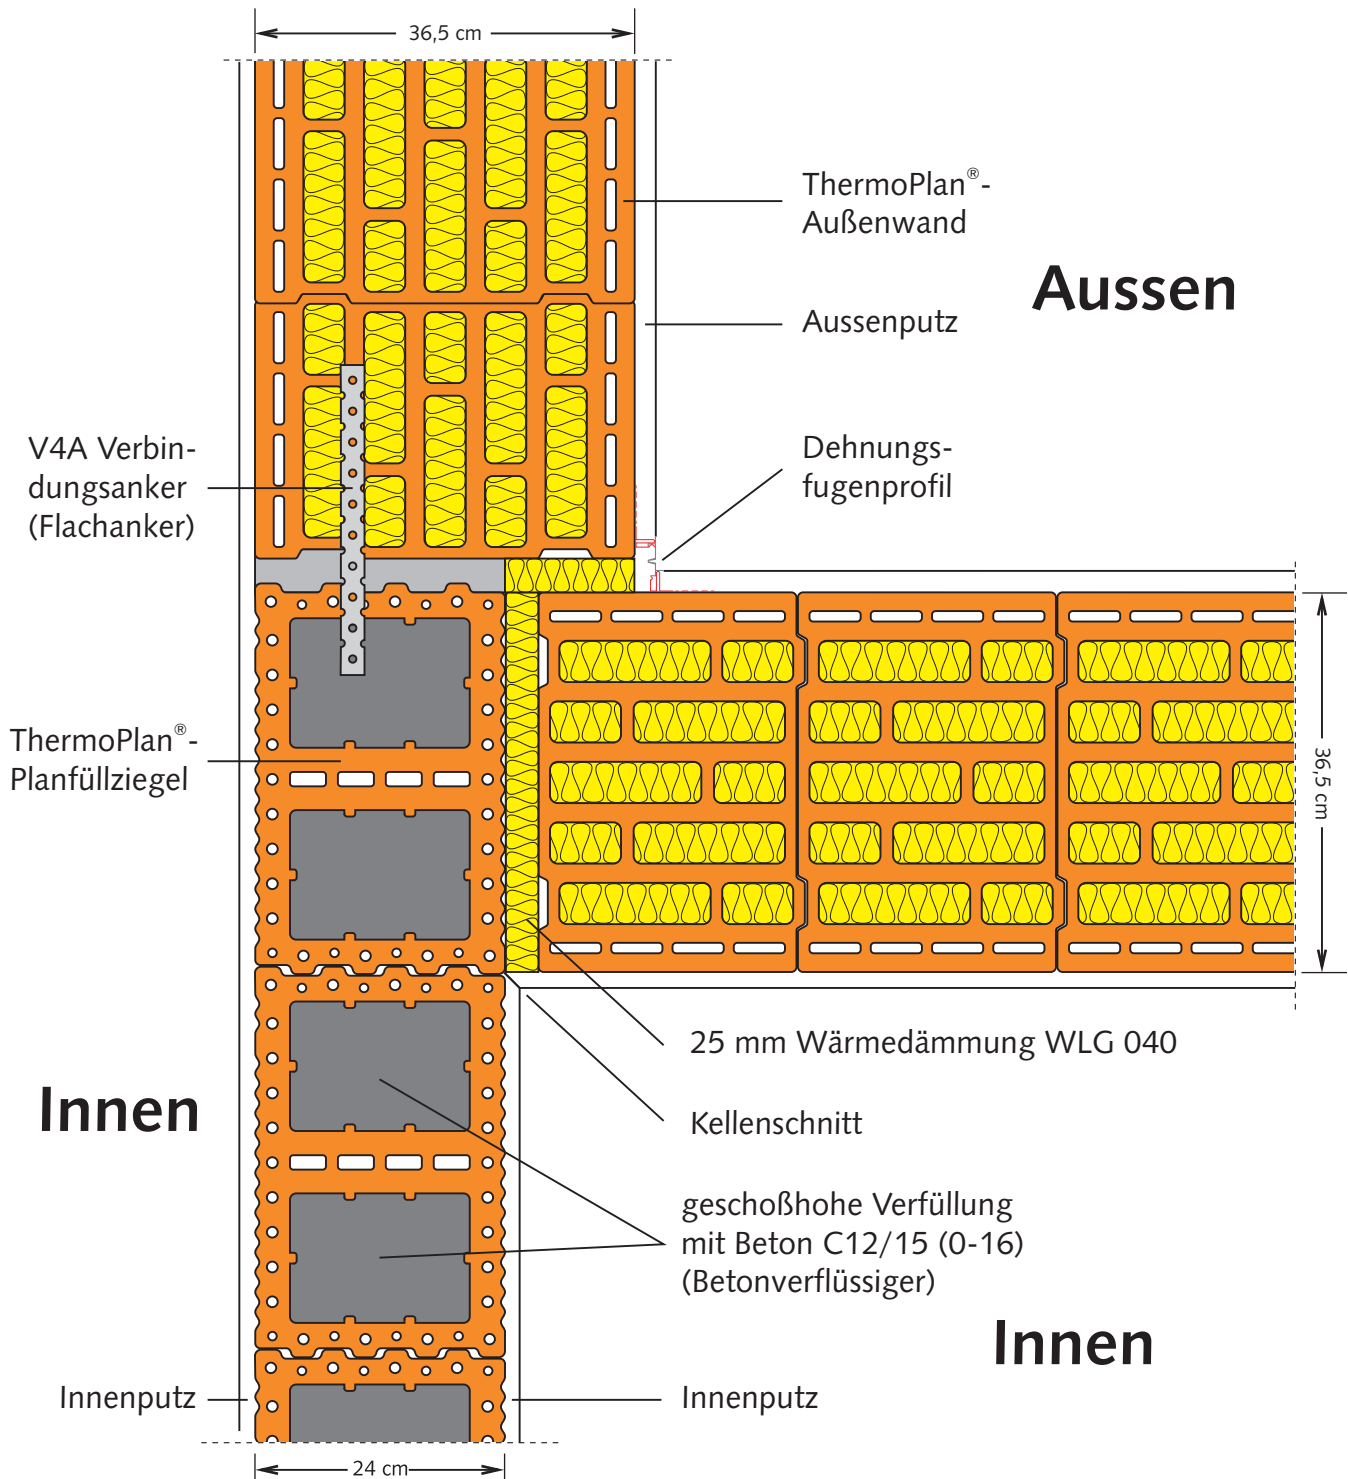 36,5 cm
ThermoPlan®-
Außenwand
Aussen
Aussenputz
V4A Verbin-
dungsanker
(Flachanker)
Dehnungs-
fugenprofil
ThermoPlan®-
Planfüllziegel
36,5 cm
25 mm Wärmedämmung WLG 040
Innen
Kellenschnitt
geschoßhohe Verfüllung
mit Beton C12/15 (0-16)
(Betonverflüssiger)
Innen
Innenputz
Innenputz
24 cm